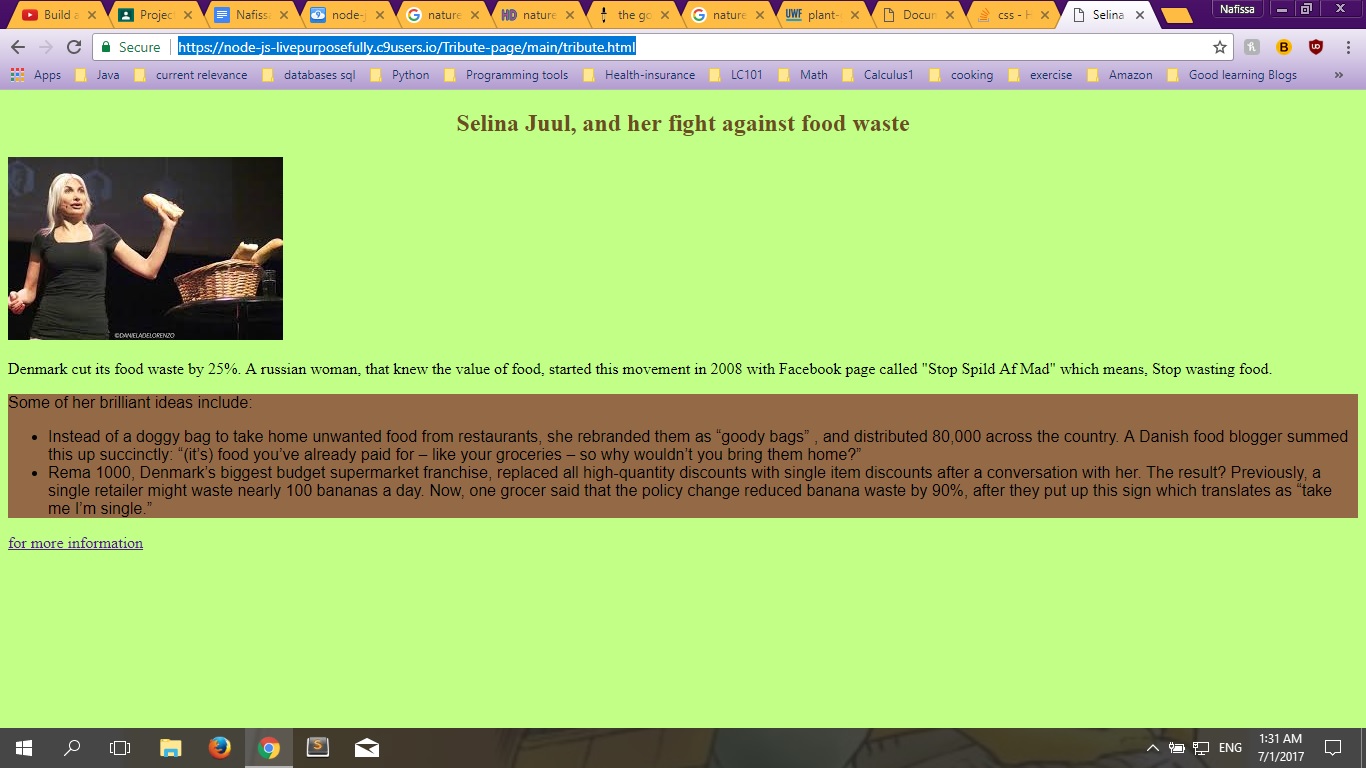 Build a
Project
Nafiss
node-j
nature
HD nature
the go
nature
UWF plant-
Docum
css - H
Selina
Nafissa
Secure
https://node-js-livepurposefully.c9users.io/Tribute-page/main/tribute.html
Apps Java current relevance databases sql Python Programming tools Health-insurance LC101 Math Calculus1 cooking exercise Amazon Good learning Blogs »
Selina Juul, and her fight against food waste
©DANIELADELORENZO
Denmark cut its food waste by 25%. A russian woman, that knew the value of food, started this movement in 2008 with Facebook page called "Stop Spild Af Mad" which means, Stop wasting food.
Some of her brilliant ideas include:
• Instead of a doggy bag to take home unwanted food from restaurants, she rebranded them as “goody bags” , and distributed 80,000 across the country. A Danish food blogger summed
this up succinctly: “(it’s) food you’ve already paid for – like your groceries – so why wouldn’t you bring them home?”
• Rema 1000, Denmark’s biggest budget supermarket franchise, replaced all high-quantity discounts with single item discounts after a conversation with her. The result? Previously, a
single retailer might waste nearly 100 bananas a day. Now, one grocer said that the policy change reduced banana waste by 90%, after they put up this sign which translates as “take
me I’m single.”
for more information
ENG
1:31 AM
7/1/2017